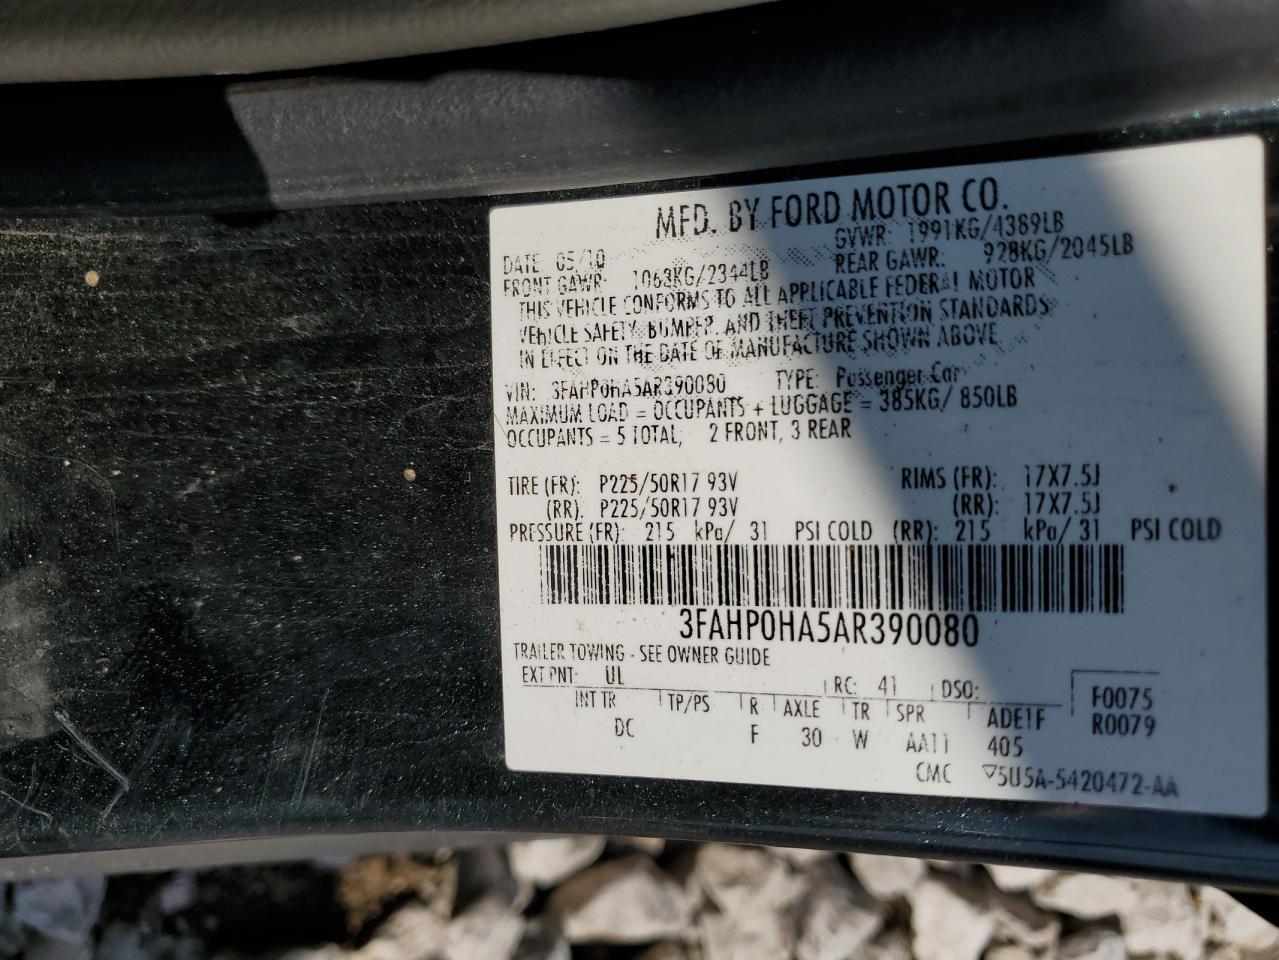 MFD. BY FORD MOTOR CO.
DATE 05/10 GVWR: 1991KG/4389LB
FRONT GAWR: 1063KG/2344LB REAR GAWR: 928KG/2045LB
THIS VEHICLE CONFORMS TO ALL APPLICABLE FEDERAL MOTOR
VEHICLE SAFETY, BUMPER, AND THEFT PREVENTION STANDARDS
IN EFFECT ON THE DATE OF MANUFACTURE SHOWN ABOVE
VIN: 3FAHP0HA5AR390080 TYPE: Passenger Car
MAXIMUM LOAD = OCCUPANTS + LUGGAGE = 385KG/ 850LB
OCCUPANTS = 5 TOTAL, 2 FRONT, 3 REAR
TIRE (FR): P225/50R17 93V RIMS (FR): 17X7.5J
(RR): P225/50R17 93V (RR): 17X7.5J
PRESSURE (FR): 215 kPa/ 31 PSI COLD (RR): 215 kPa/ 31 PSI COLD
3FAHP0HA5AR390080
TRAILER TOWING - SEE OWNER GUIDE
EXT PNT: UL RC: 41 DSO: F0075
INT TR TP/PS R AXLE TR SPR ADE1F R0079
DC F 30 W AA11 405
CMC ▽5U5A-5420472-AA